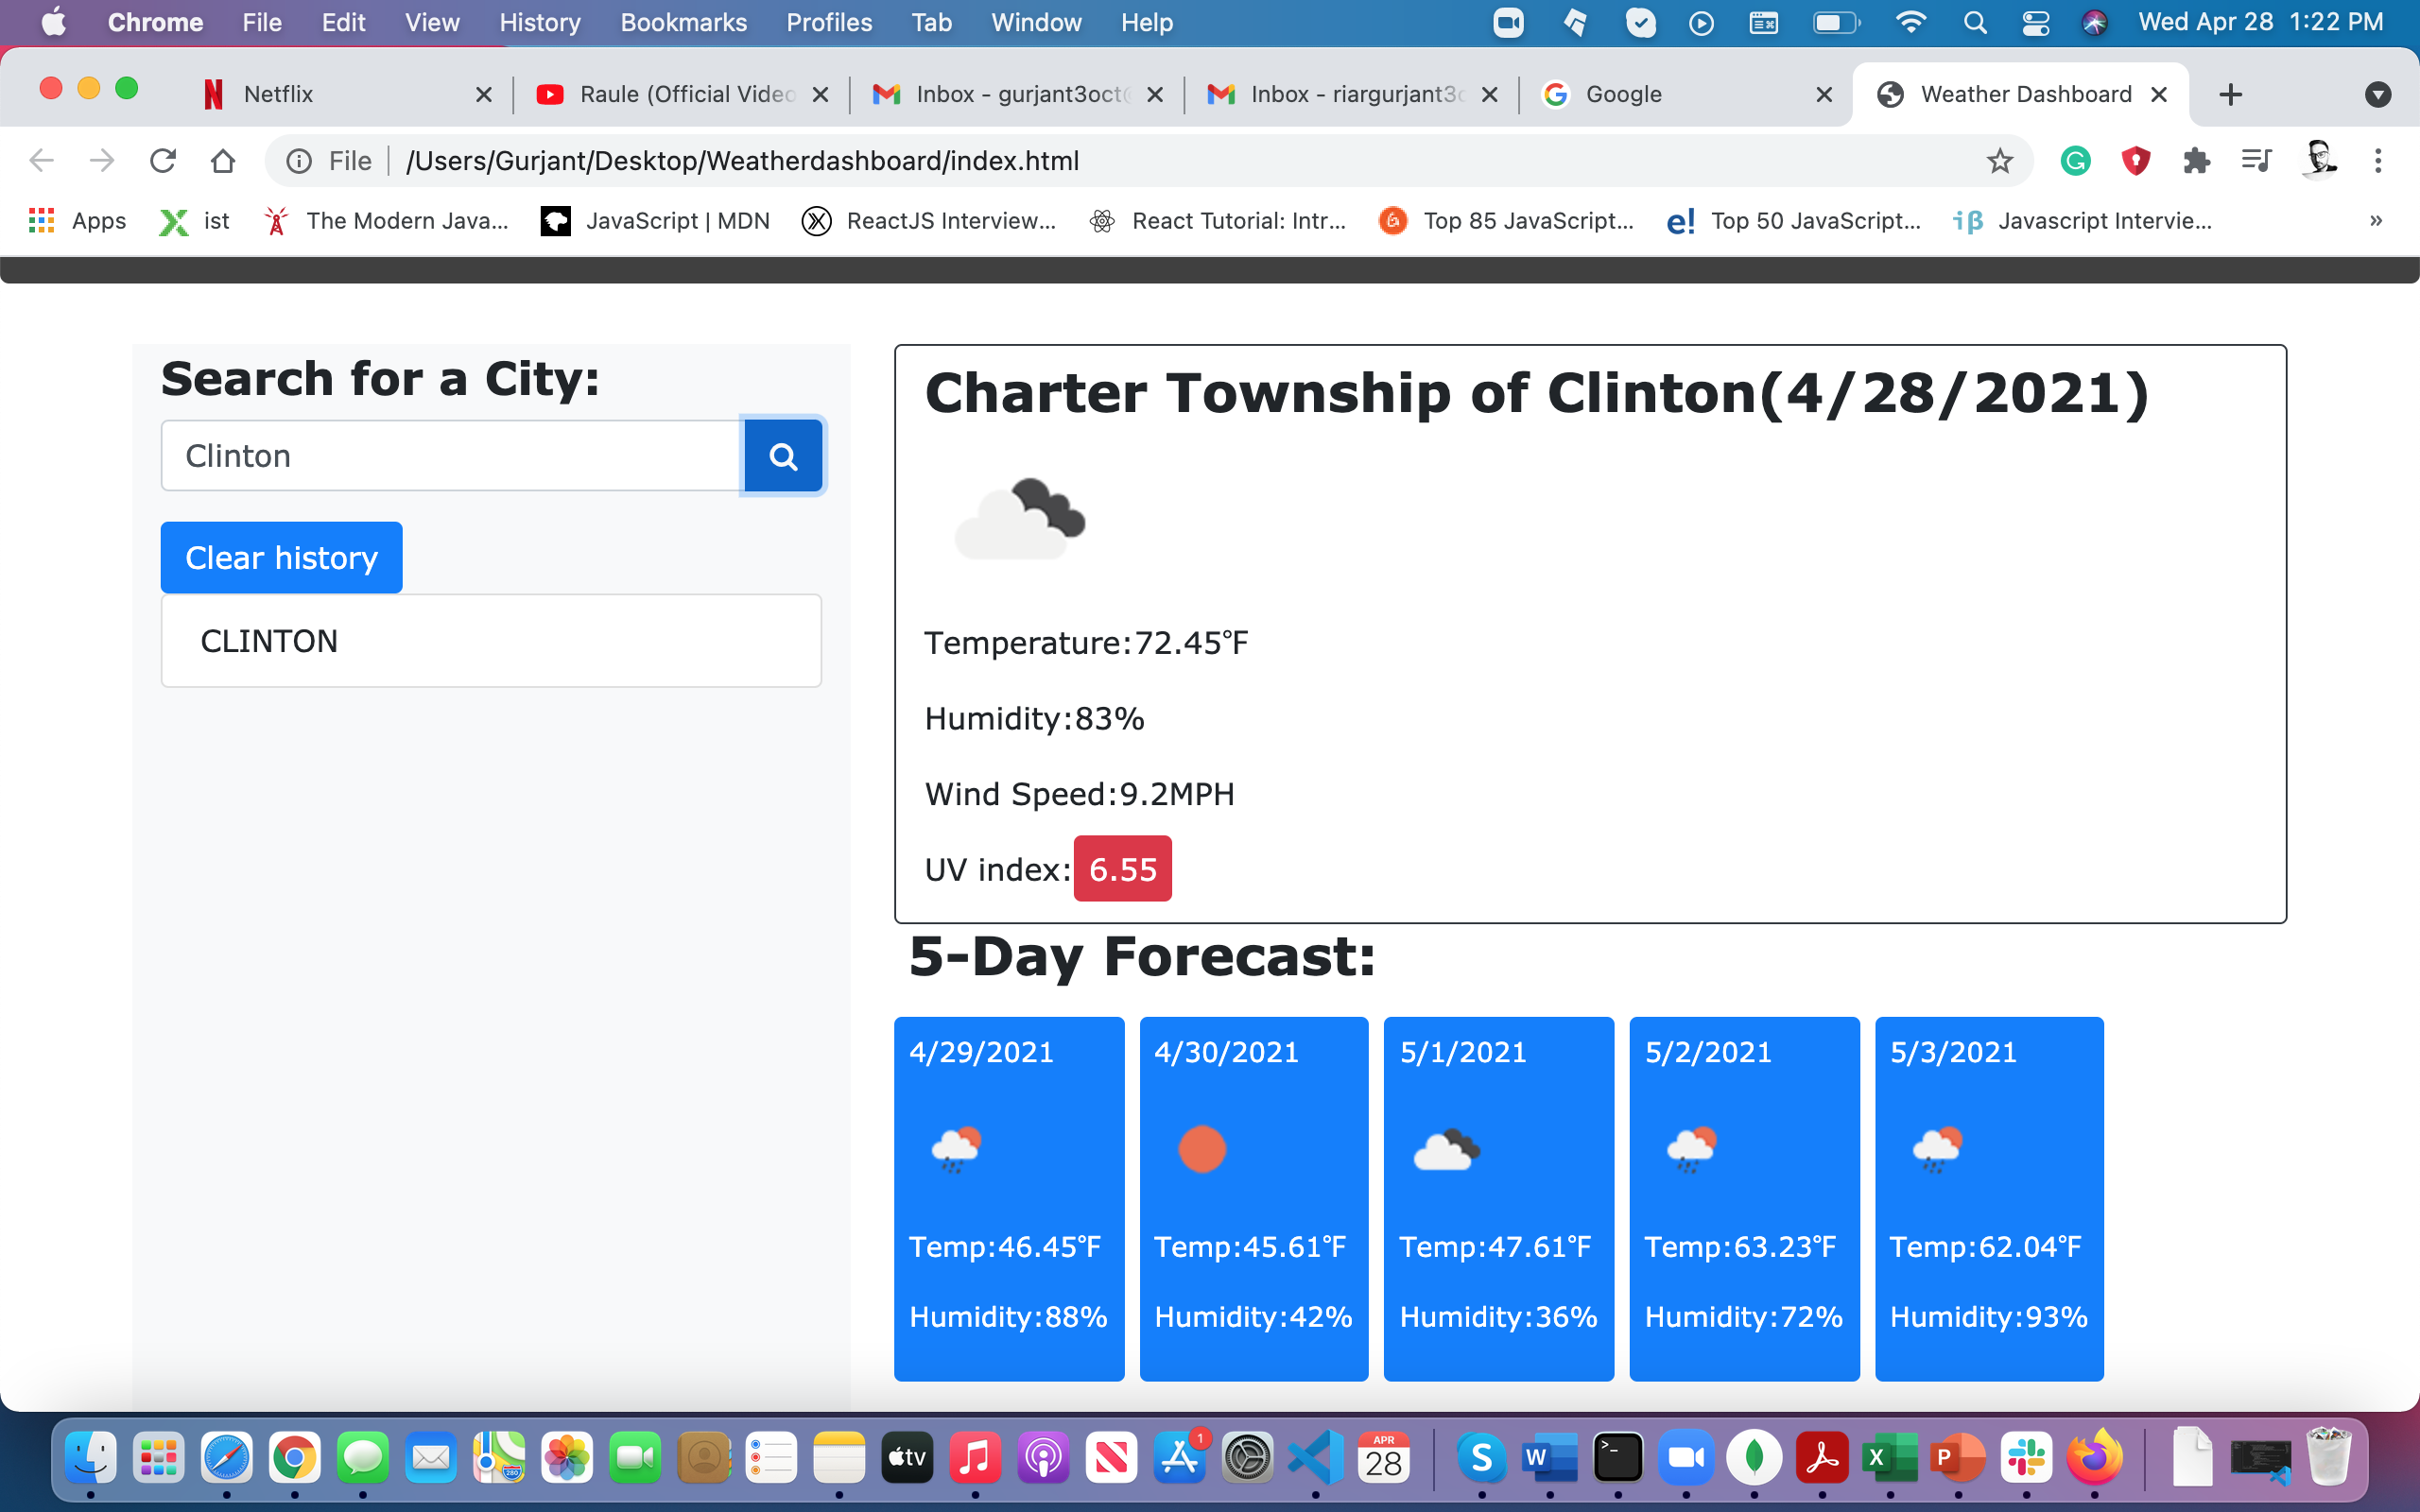 Chrome File Edit View History Bookmarks Profiles Tab Window Help Wed Apr 28 1:22 PM
Netflix Raule (Official Video Inbox - gurjant3oct Inbox - riargurjant3 Google Weather Dashboard
File /Users/Gurjant/Desktop/Weatherdashboard/index.html
Apps ist The Modern Java... JavaScript | MDN ReactJS Interview... React Tutorial: Intr... Top 85 JavaScript... e! Top 50 JavaScript... iβ Javascript Intervie... »
Search for a City:
Clinton
Clear history
CLINTON
Charter Township of Clinton(4/28/2021)
Temperature:72.45°F
Humidity:83%
Wind Speed:9.2MPH
UV index: 6.55
5-Day Forecast:
4/29/2021
Temp:46.45°F
Humidity:88%
4/30/2021
Temp:45.61°F
Humidity:42%
5/1/2021
Temp:47.61°F
Humidity:36%
5/2/2021
Temp:63.23°F
Humidity:72%
5/3/2021
Temp:62.04°F
Humidity:93%
280 tv 1 APR 28 S W >_ X P